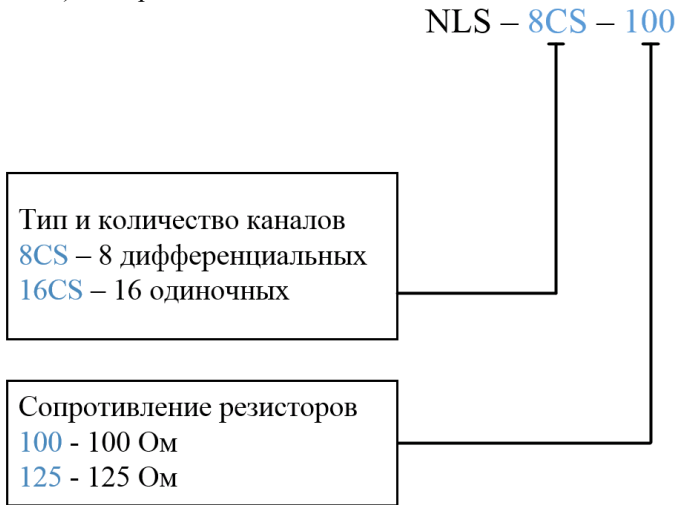 NLS – 8CS – 100
Тип и количество каналов
8CS – 8 дифференциальных
16CS – 16 одиночных
Сопротивление резисторов
100 - 100 Ом
125 - 125 Ом